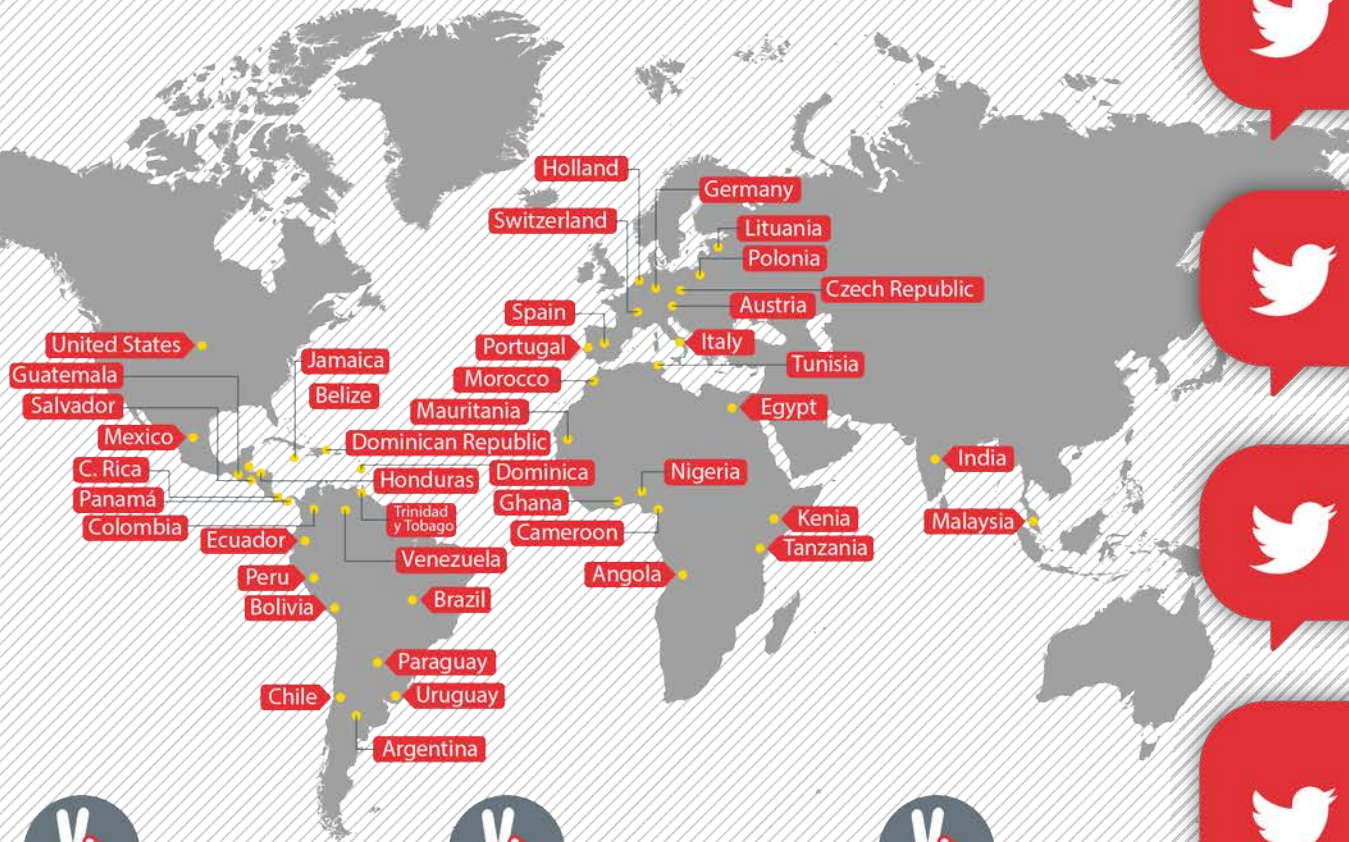 Holland
Germany
Switzerland
Lituania
Polonia
Czech Republic
Austria
Spain
Italy
Portugal
United States
Jamaica
Tunisia
Guatemala
Morocco
Belize
Salvador
Mauritania
Egypt
Mexico
Dominican Republic
India
C. Rica
Dominica
Nigeria
Honduras
Panamá
Ghana
Trinidad
y Tobago
Kenia
Malaysia
Colombia
Cameroon
Ecuador
Tanzania
Venezuela
Angola
Peru
Brazil
Bolivia
Paraguay
Chile
Uruguay
Argentina